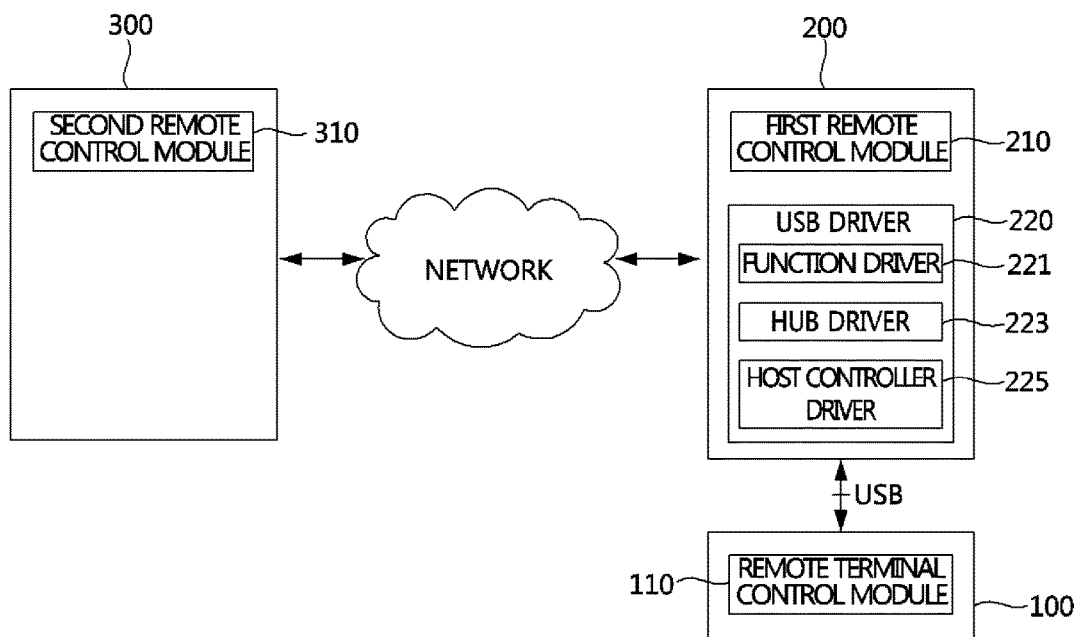 300
SECOND REMOTE
CONTROL MODULE
310
NETWORK
200
FIRST REMOTE
CONTROL MODULE
210
USB DRIVER
220
FUNCTION DRIVER
221
HUB DRIVER
223
HOST CONTROLLER
DRIVER
225
USB
110
REMOTE TERMINAL
CONTROL MODULE
100